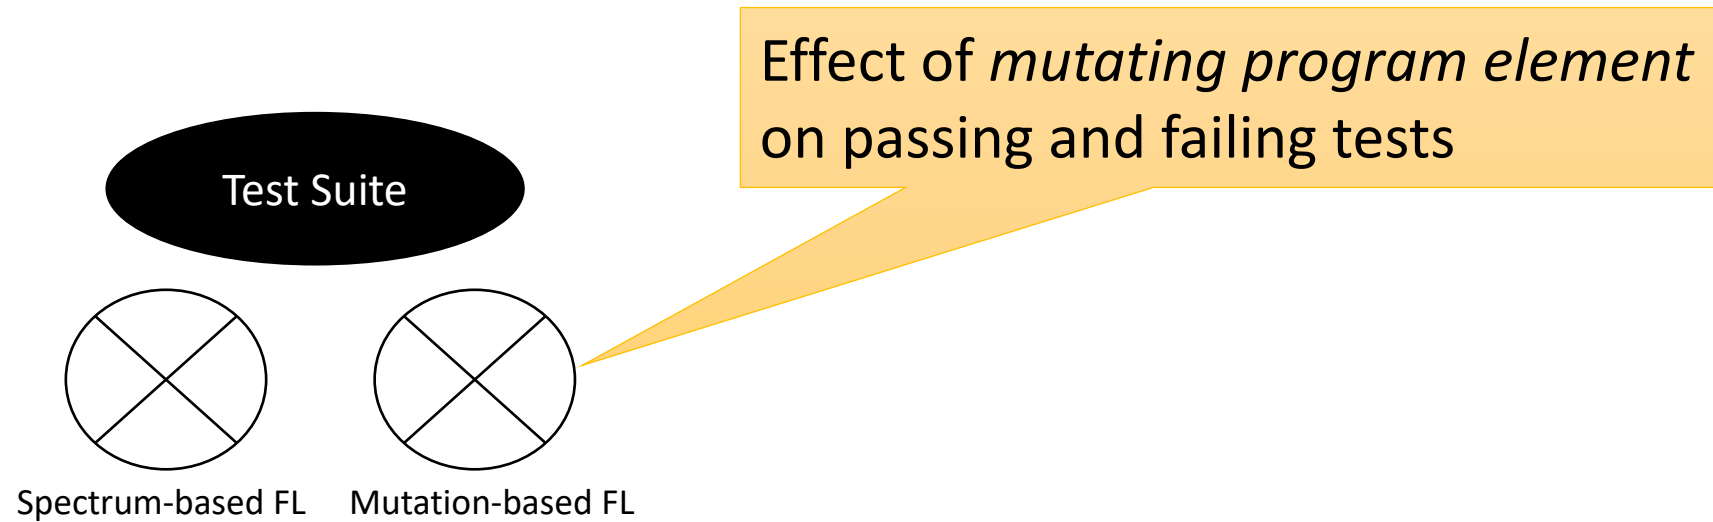 Effect of mutating program element
on passing and failing tests
Test Suite
Spectrum-based FL
Mutation-based FL